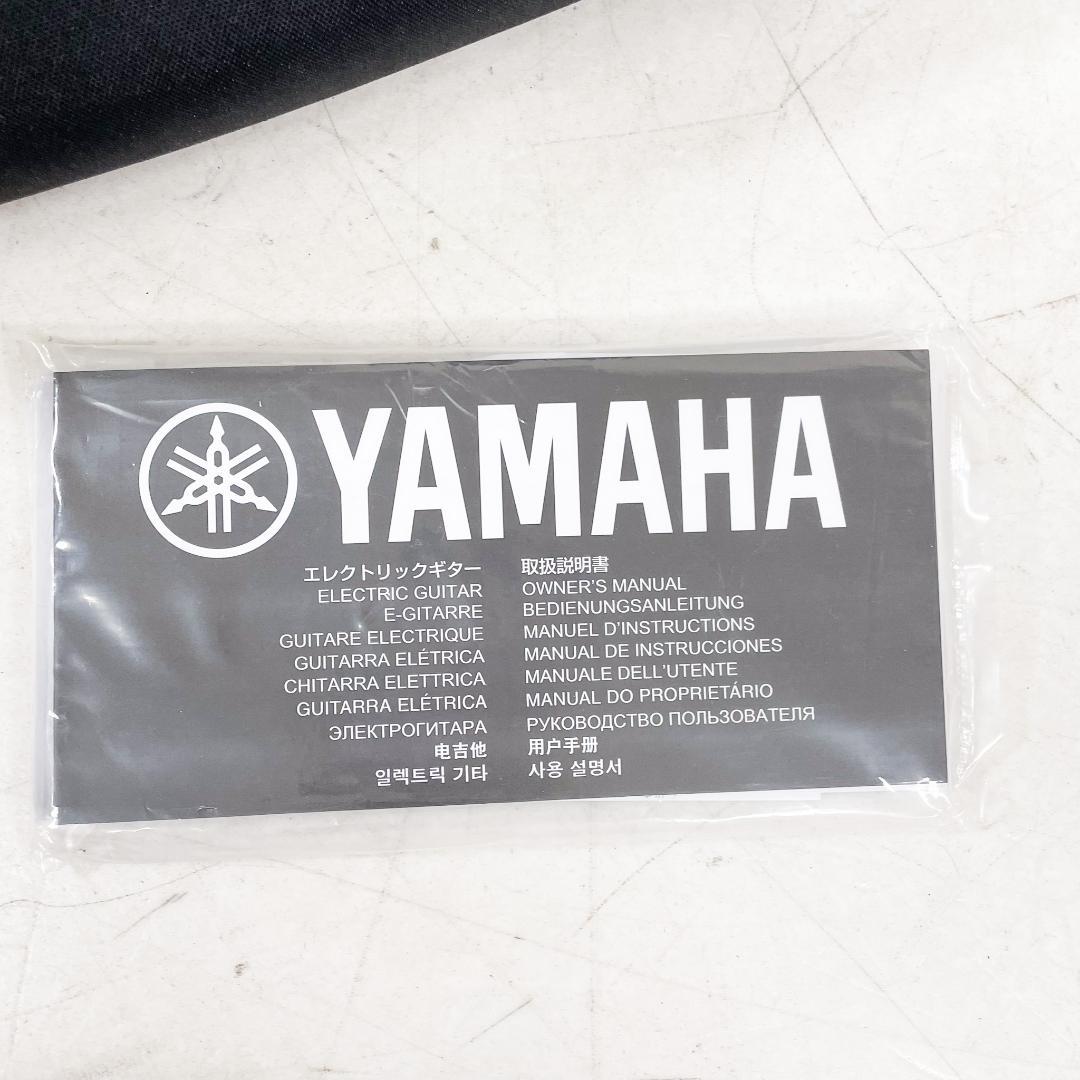 YAMAHA
エレクトリックギター 取扱説明書
ELECTRIC GUITAR OWNER'S MANUAL
E-GITARRE BEDIENUNGSANLEITUNG
GUITARE ELECTRIQUE MANUEL D'INSTRUCTIONS
GUITARRA ELÉTRICA MANUAL DE INSTRUCCIONES
CHITARRA ELETTRICA MANUALE DELL'UTENTE
GUITARRA ELÉTRICA MANUAL DO PROPRIETÁRIO
ЭЛЕКТРОГИТАРА РУКОВОДСТВО ПОЛЬЗОВАТЕЛЯ
电吉他 用户手册
일렉트릭 기타 사용 설명서